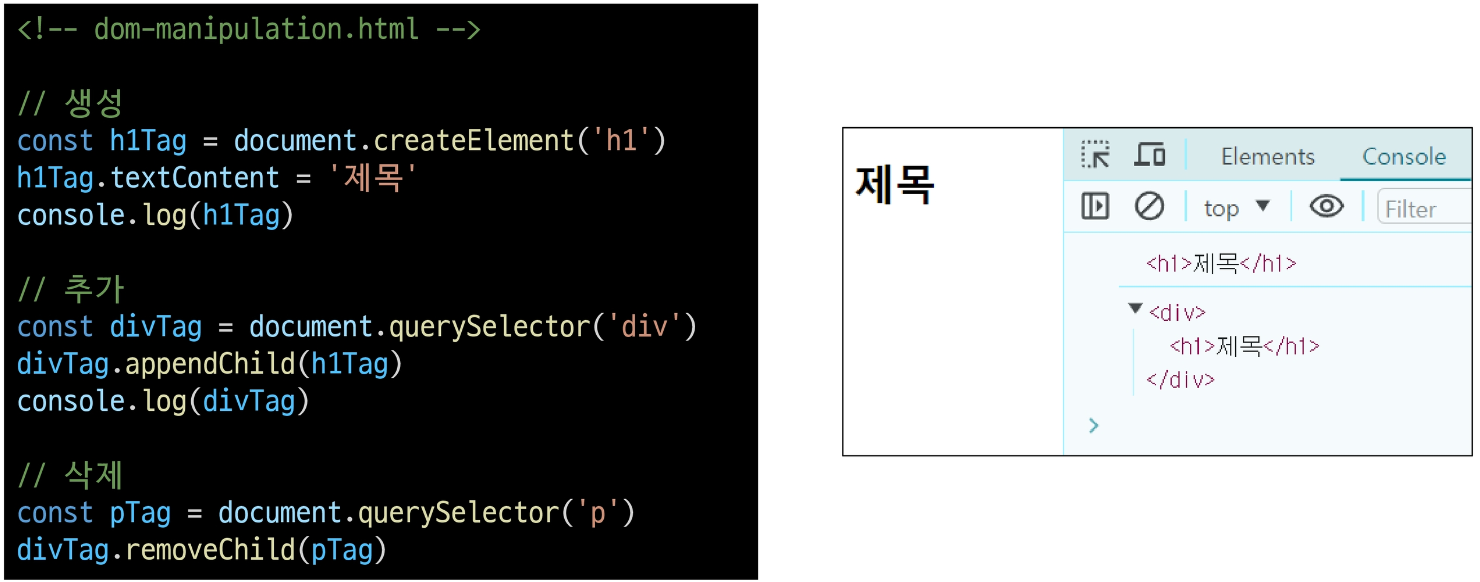 <!-- dom-manipulation.html -->
// 생성
const h1Tag = document.createElement('h1')
h1Tag.textContent = '제목'
console.log(h1Tag)
// 추가
const divTag = document.querySelector('div')
divTag.appendChild(h1Tag)
console.log(divTag)
// 삭제
const pTag = document.querySelector('p')
divTag.removeChild(pTag)
제목
Elements Console
top ▼ Filter
<h1>제목</h1>
▼ <div>
<h1>제목</h1>
</div>
>